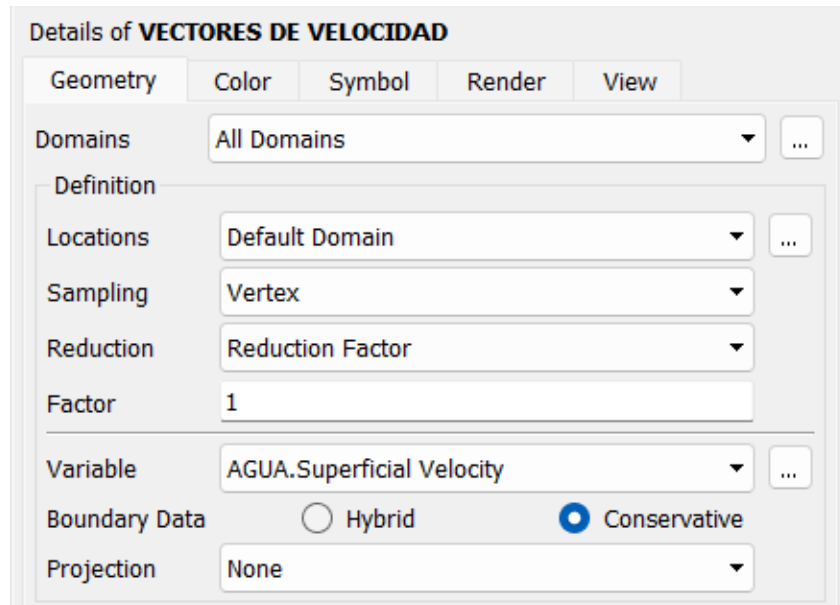 Details of VECTORES DE VELOCIDAD
Geometry Color Symbol Render View
Domains All Domains ...
Definition
Locations Default Domain ...
Sampling Vertex
Reduction Reduction Factor
Factor 1
Variable AGUA.Superficial Velocity ...
Boundary Data Hybrid Conservative
Projection None